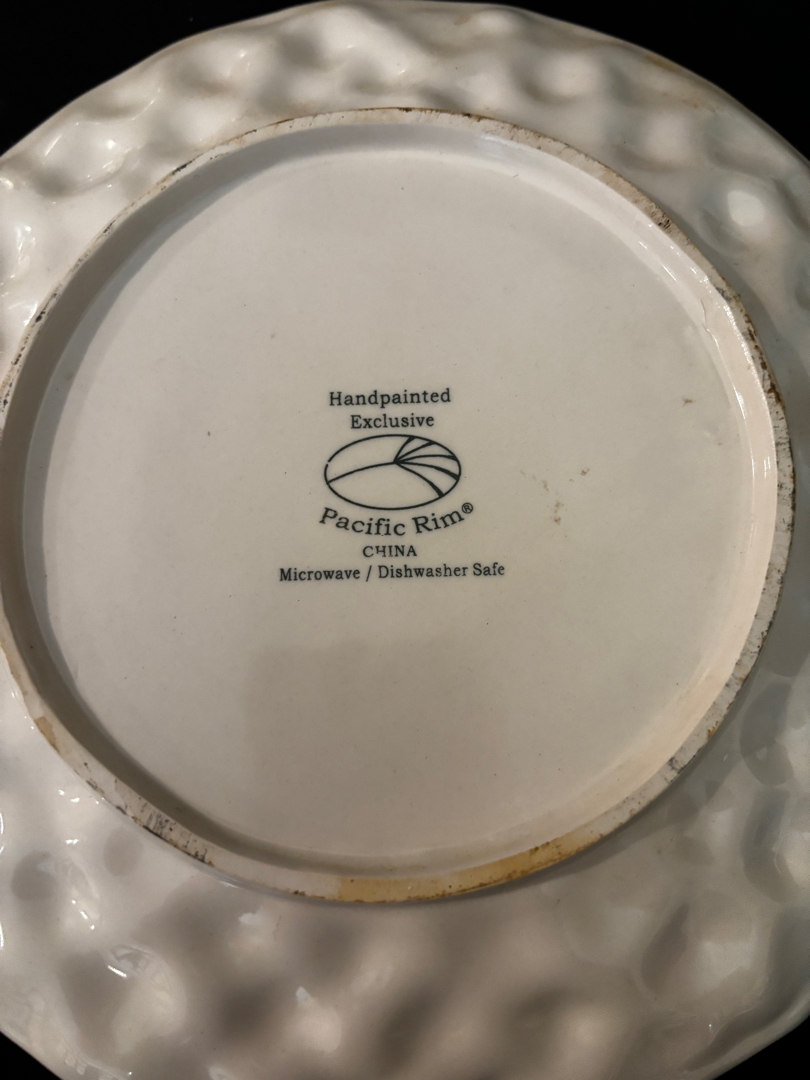 Handpainted
Exclusive
Pacific Rim®
CHINA
Microwave / Dishwasher Safe